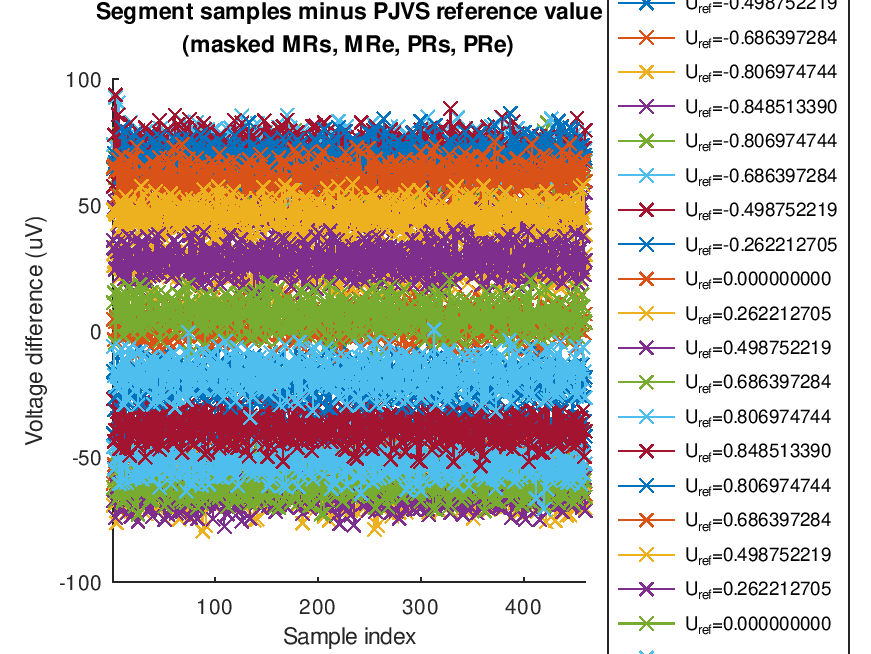 Segment samples minus PJVS reference value
(masked MRs, MRe, PRs, PRe)
100
50
0
-50
-100
Voltage difference (uV)
100
200
300
400
Sample index
Uref=-0.498752219
Uref=-0.686397284
Uref=-0.806974744
Uref=-0.848513390
Uref=-0.806974744
Uref=-0.686397284
Uref=-0.498752219
Uref=-0.262212705
Uref=0.000000000
Uref=0.262212705
Uref=0.498752219
Uref=0.686397284
Uref=0.806974744
Uref=0.848513390
Uref=0.806974744
Uref=0.686397284
Uref=0.498752219
Uref=0.262212705
Uref=0.000000000